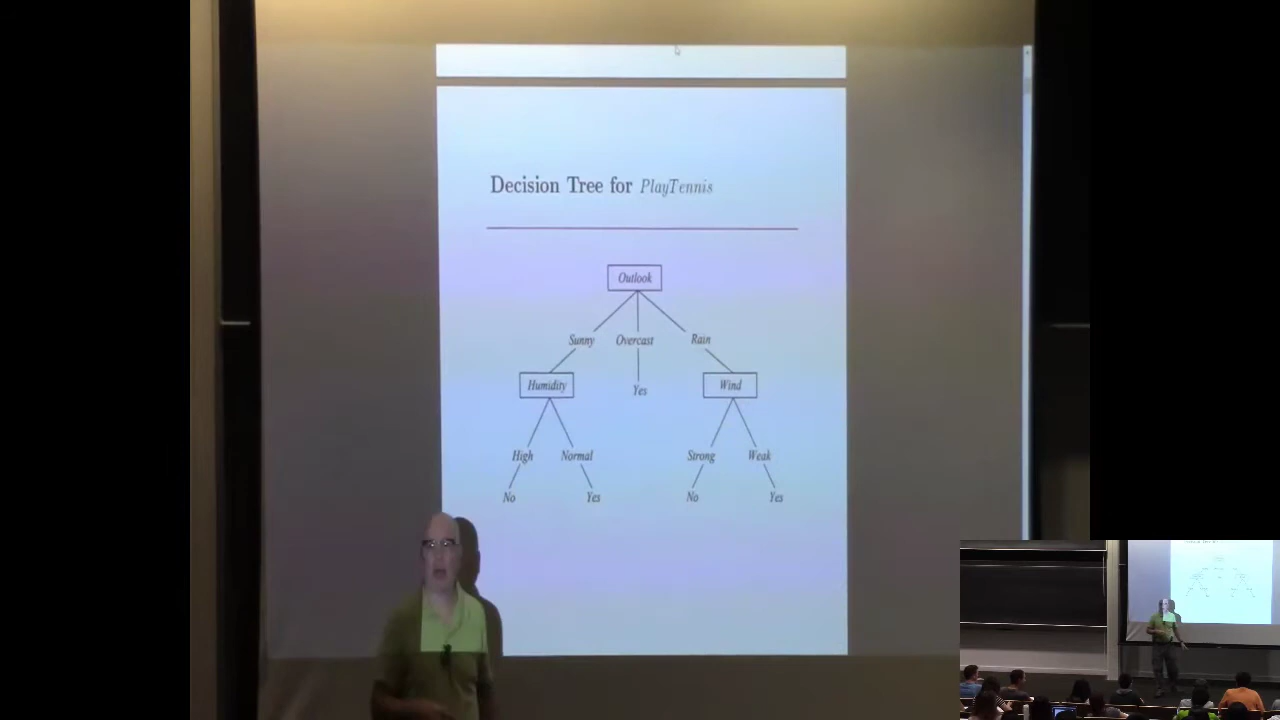 Decision Tree for PlayTennis
Outlook
Sunny Overcast Rain
Humidity Yes Wind
High Normal Strong Weak
No Yes No Yes